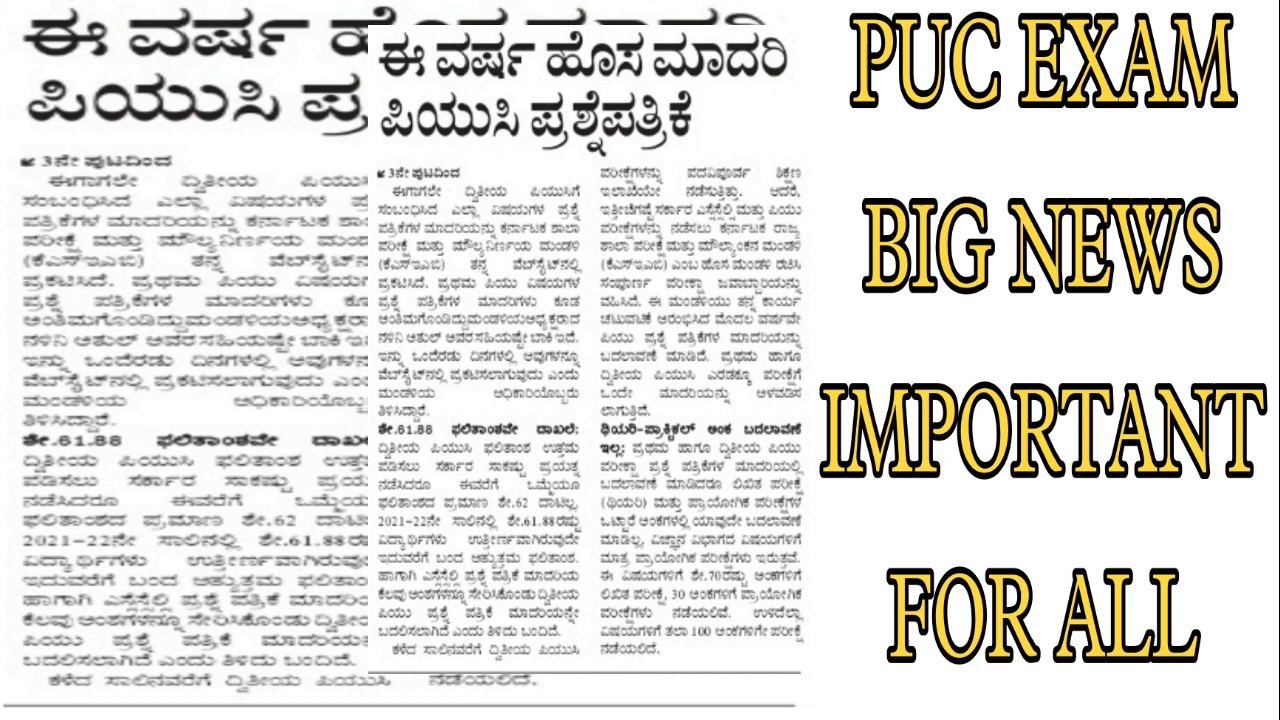 ಈ ವರ್ಷ ಹೊಸ ಮಾದರಿ
ಪಿಯುಸಿ ಪ್ರಶ್ನೆಪತ್ರಿಕೆ
3ನೇ ಪುಟದಿಂದ
ಈಗಾಗಲೇ ದ್ವಿತೀಯ ಪಿಯುಸಿಗೆ
ಸಂಬಂಧಿಸಿದ ಎಲ್ಲಾ ವಿಷಯಗಳ ಪ್ರಶ್ನೆ
ಪತ್ರಿಕೆಗಳ ಮಾದರಿಯನ್ನು ಕರ್ನಾಟಕ ಶಾಲಾ
ಪರೀಕ್ಷೆ ಮತ್ತು ಮೌಲ್ಯನಿರ್ಣಯ ಮಂಡಳಿ
(ಕೆಎಸ್‌ಇಎಬಿ) ತನ್ನ ವೆಬ್‌ಸೈಟ್‌ನಲ್ಲಿ
ಪ್ರಕಟಿಸಿದೆ. ಪ್ರಥಮ ಪಿಯು ವಿಷಯಗಳ
ಪ್ರಶ್ನೆ ಪತ್ರಿಕೆಗಳ ಮಾದರಿಗಳು ಕೂಡ
ಅಂತಿಮಗೊಂಡಿದ್ದು ಮಂಡಳಿಯ ಅಧ್ಯಕ್ಷರಾದ
ನಳಿನಿ ಅತುಲ್ ಅವರ ಸಹಿಯಷ್ಟೇ ಬಾಕಿ ಇದೆ.
ಇನ್ನು ಒಂದೆರಡು ದಿನಗಳಲ್ಲಿ ಅವುಗಳನ್ನೂ
ವೆಬ್‌ಸೈಟ್‌ನಲ್ಲಿ ಪ್ರಕಟಿಸಲಾಗುವುದು ಎಂದು
ಮಂಡಳಿಯ ಅಧಿಕಾರಿಯೊಬ್ಬರು
ತಿಳಿಸಿದ್ದಾರೆ.
ಶೇ.61.88 ಫಲಿತಾಂಶವೇ ದಾಖಲೆ:
ದ್ವಿತೀಯ ಪಿಯುಸಿ ಫಲಿತಾಂಶ ಉತ್ತಮ
ಪಡಿಸಲು ಸರ್ಕಾರ ಸಾಕಷ್ಟು ಪ್ರಯತ್ನ
ನಡೆಸಿದರೂ ಈವರೆಗೆ ಒಮ್ಮೆಯೂ
ಫಲಿತಾಂಶದ ಪ್ರಮಾಣ ಶೇ.62 ದಾಟಿಲ್ಲ.
2021-22ನೇ ಸಾಲಿನಲ್ಲಿ ಶೇ.61.88ರಷ್ಟು
ವಿದ್ಯಾರ್ಥಿಗಳು ಉತ್ತೀರ್ಣವಾಗಿರುವುದೇ
ಇದುವರೆಗೆ ಬಂದ ಅತ್ಯುತ್ತಮ ಫಲಿತಾಂಶ.
ಹಾಗಾಗಿ ಎಸ್ಸೆಸ್ಸೆಲ್ಸಿ ಪ್ರಶ್ನೆ ಪತ್ರಿಕೆ ಮಾದರಿಯ
ಕೆಲವು ಅಂಶಗಳನ್ನೂ ಸೇರಿಸಿಕೊಂಡು ದ್ವಿತೀಯ
ಪಿಯು ಪ್ರಶ್ನೆ ಪತ್ರಿಕೆ ಮಾದರಿಯನ್ನೇ
ಬದಲಿಸಲಾಗಿದೆ ಎಂದು ತಿಳಿದು ಬಂದಿದೆ.
ಕಳೆದ ಸಾಲಿನವರೆಗೆ ದ್ವಿತೀಯ ಪಿಯುಸಿ
ಪರೀಕ್ಷೆಗಳನ್ನು ಪದವಿಪೂರ್ವ ಶಿಕ್ಷಣ
ಇಲಾಖೆಯೇ ನಡೆಸುತ್ತಿತ್ತು. ಆದರೆ,
ಇತ್ತೀಚೆಗಷ್ಟೆ ಸರ್ಕಾರ ಎಸ್ಸೆಸ್ಸೆಲ್ಸಿ ಮತ್ತು ಪಿಯು
ಪರೀಕ್ಷೆಗಳನ್ನು ನಡೆಸಲು ಕರ್ನಾಟಕ ರಾಜ್ಯ
ಶಾಲಾ ಪರೀಕ್ಷೆ ಮತ್ತು ಮೌಲ್ಯಾಂಕನ ಮಂಡಳಿ
(ಕೆಎಸ್‌ಇಎಬಿ) ಎಂಬ ಹೊಸ ಮಂಡಳಿ ರಚಿಸಿ
ಸಂಪೂರ್ಣ ಪರೀಕ್ಷಾ ಜವಾಬ್ದಾರಿಯನ್ನು
ವಹಿಸಿದೆ. ಈ ಮಂಡಳಿಯು ತನ್ನ ಕಾರ್ಯ
ಚಟುವಟಿಕೆ ಆರಂಭಿಸಿದ ಮೊದಲ ವರ್ಷವೇ
ಪಿಯು ಪ್ರಶ್ನೆ ಪತ್ರಿಕೆಗಳ ಮಾದರಿಯನ್ನು
ಬದಲಾವಣೆ ಮಾಡಿದೆ. ಪ್ರಥಮ ಹಾಗೂ
ದ್ವಿತೀಯ ಪಿಯುಸಿ ಎರಡಕ್ಕೂ ಪರೀಕ್ಷೆಗೆ
ಒಂದೇ ಮಾದರಿಯನ್ನು ಅಳವಡಿಸ
ಲಾಗುತ್ತಿದೆ.
ಥಿಯರಿ-ಪ್ರಾಕ್ಟಿಕಲ್ ಅಂಕ ಬದಲಾವಣೆ
ಇಲ್ಲ: ಪ್ರಥಮ ಹಾಗೂ ದ್ವಿತೀಯ ಪಿಯು
ಪರೀಕ್ಷಾ ಪ್ರಶ್ನೆ ಪತ್ರಿಕೆಗಳ ಮಾದರಿಯಲ್ಲಿ
ಬದಲಾವಣೆ ಮಾಡಿದರೂ ಲಿಖಿತ ಪರೀಕ್ಷೆ
(ಥಿಯರಿ) ಮತ್ತು ಪ್ರಾಯೋಗಿಕ ಪರೀಕ್ಷೆಗಳ
ಒಟ್ಟಾರೆ ಅಂಕಗಳಲ್ಲಿ ಯಾವುದೇ ಬದಲಾವಣೆ
ಮಾಡಿಲ್ಲ. ವಿಜ್ಞಾನ ವಿಭಾಗದ ವಿಷಯಗಳಿಗೆ
ಮಾತ್ರ ಪ್ರಾಯೋಗಿಕ ಪರೀಕ್ಷೆಗಳು ಇರುತ್ತವೆ.
ಈ ವಿಷಯಗಳಿಗೆ ಶೇ.70ರಷ್ಟು ಅಂಕಗಳಿಗೆ
ಲಿಖಿತ ಪರೀಕ್ಷೆ, 30 ಅಂಕಗಳಿಗೆ ಪ್ರಾಯೋಗಿಕ
ಪರೀಕ್ಷೆಗಳು ನಡೆಯಲಿವೆ. ಉಳಿದೆಲ್ಲಾ
ವಿಷಯಗಳಿಗೆ ತಲಾ 100 ಅಂಕಗಳಿಗೇ ಪರೀಕ್ಷೆ
ನಡೆಯಲಿದೆ.
PUC EXAM
BIG NEWS
IMPORTANT
FOR ALL